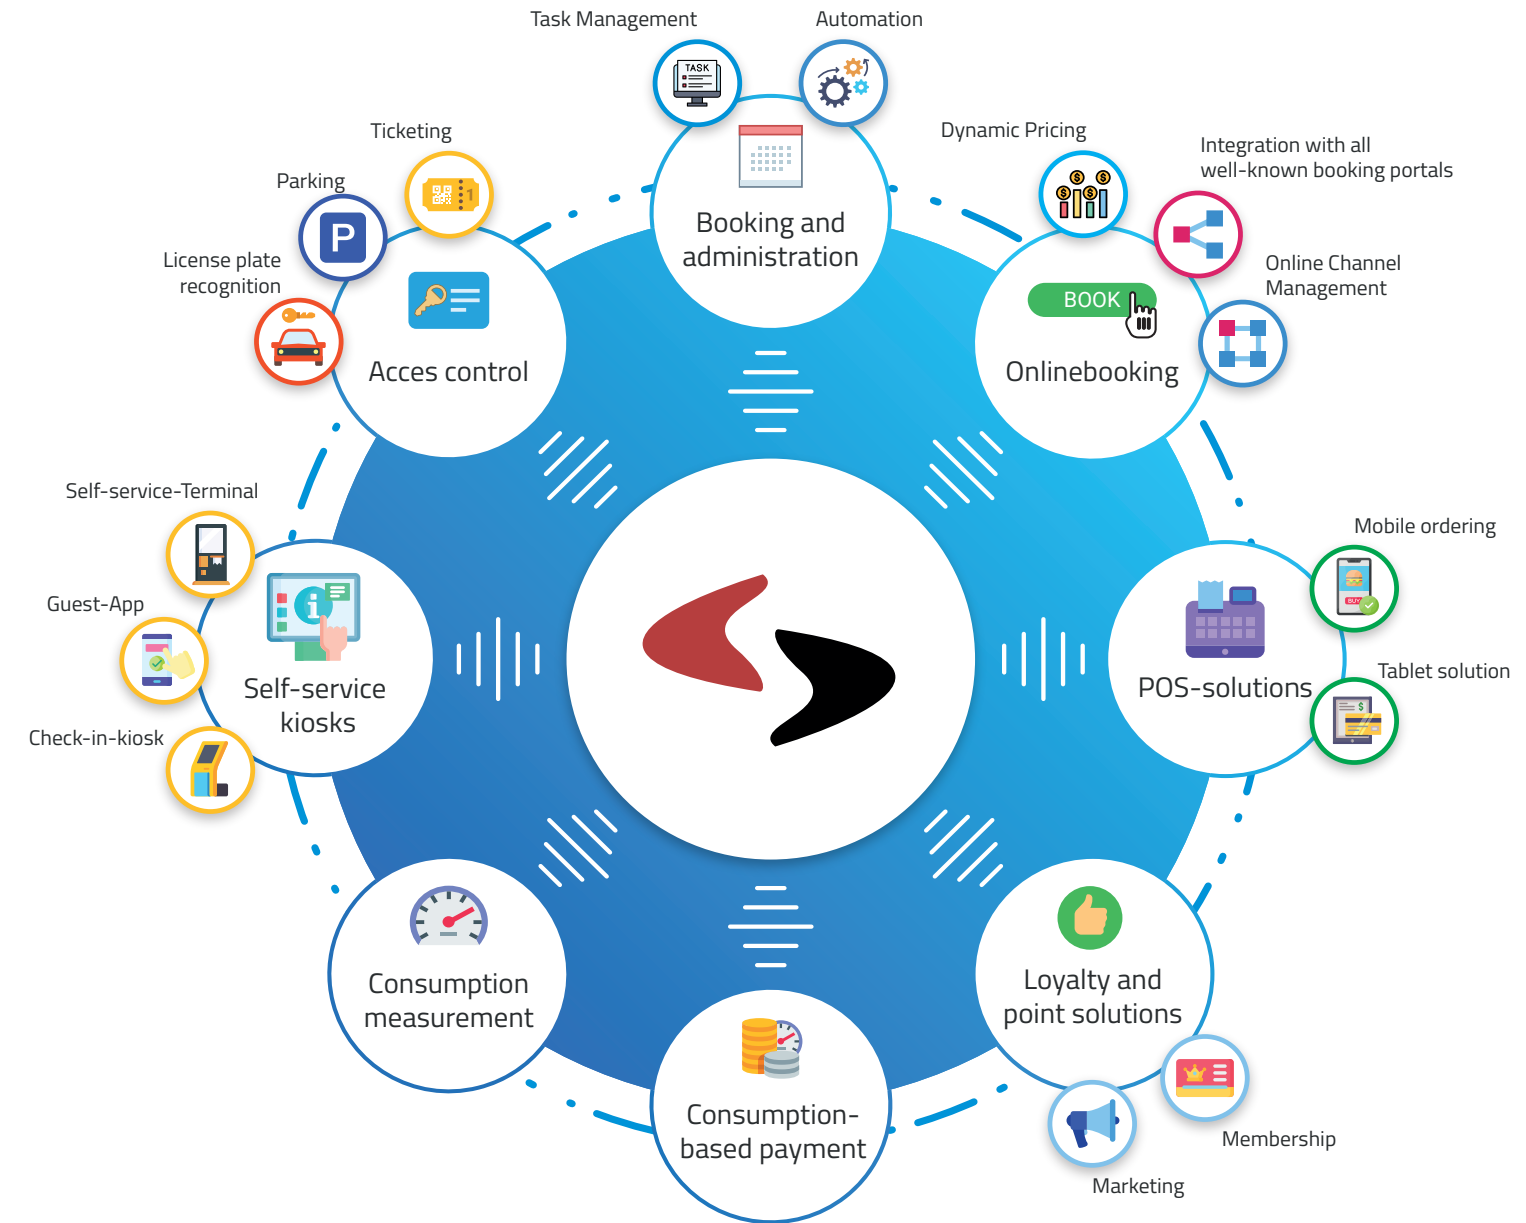 Task Management
Automation
TASK
Booking and
administration
Dynamic Pricing
Integration with all
well-known booking portals
Online Channel
Management
BOOK
Onlinebooking
Mobile ordering
BUY
Tablet solution
$
POS-solutions
Loyalty and
point solutions
Membership
Marketing
Consumption-
based payment
Consumption
measurement
Self-service-Terminal
Guest-App
Check-in-kiosk
i
Self-service
kiosks
Ticketing
1
Parking
P
License plate
recognition
Acces control
$
$
$
$